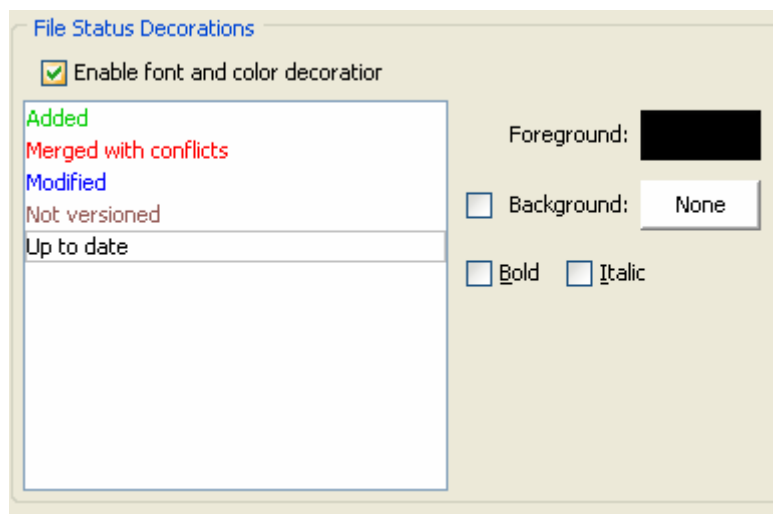 File Status Decorations
Enable font and color decoratior
Added
Merged with conflicts
Modified
Not versioned
Up to date
Foreground:
Background: None
Bold Italic